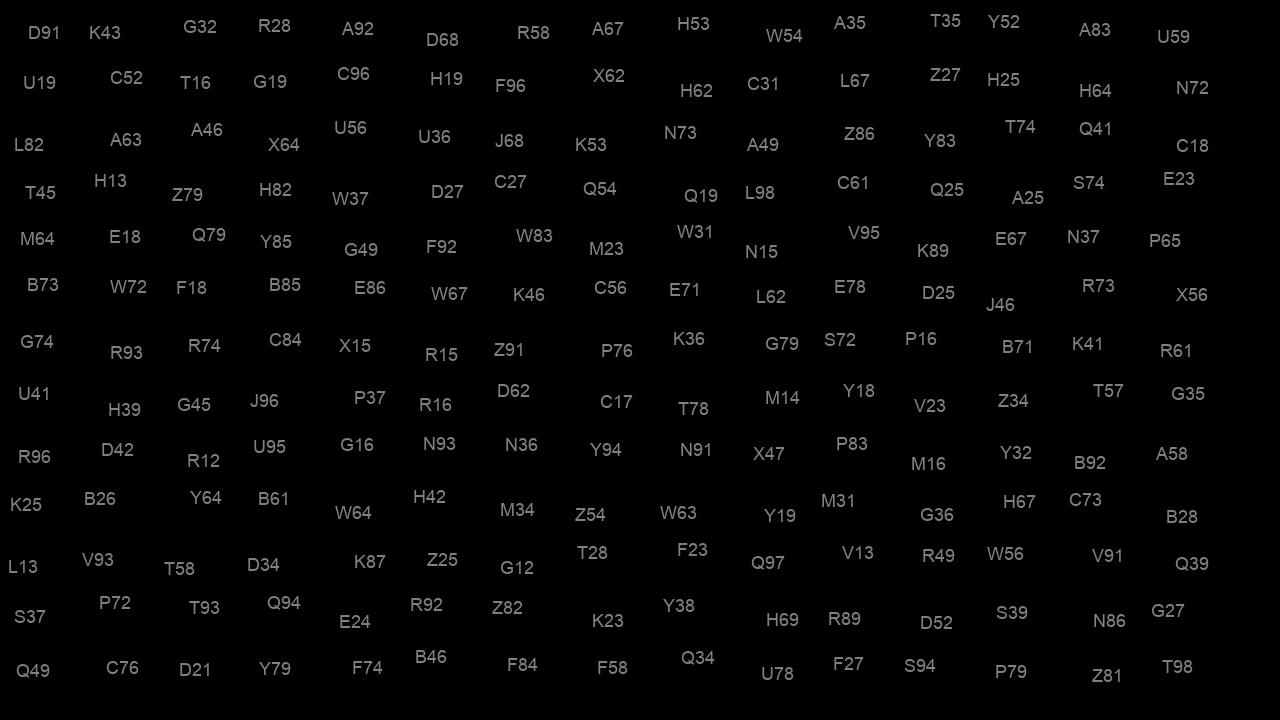 D91 K43 G32 R28 A92 D68 R58 A67 H53 W54 A35 T35 Y52 A83 U59
U19 C52 T16 G19 C96 H19 F96 X62 H62 C31 L67 Z27 H25 H64 N72
L82 A63 A46 X64 U56 U36 J68 K53 N73 A49 Z86 Y83 T74 Q41 C18
T45 H13 Z79 H82 W37 D27 C27 Q54 Q19 L98 C61 Q25 A25 S74 E23
M64 E18 Q79 Y85 G49 F92 W83 M23 W31 N15 V95 K89 E67 N37 P65
B73 W72 F18 B85 E86 W67 K46 C56 E71 L62 E78 D25 J46 R73 X56
G74 R93 R74 C84 X15 R15 Z91 P76 K36 G79 S72 P16 B71 K41 R61
U41 H39 G45 J96 P37 R16 D62 C17 T78 M14 Y18 V23 Z34 T57 G35
R96 D42 R12 U95 G16 N93 N36 Y94 N91 X47 P83 M16 Y32 B92 A58
K25 B26 Y64 B61 W64 H42 M34 Z54 W63 Y19 M31 G36 H67 C73 B28
L13 V93 T58 D34 K87 Z25 G12 T28 F23 Q97 V13 R49 W56 V91 Q39
S37 P72 T93 Q94 E24 R92 Z82 K23 Y38 H69 R89 D52 S39 N86 G27
Q49 C76 D21 Y79 F74 B46 F84 F58 Q34 U78 F27 S94 P79 Z81 T98